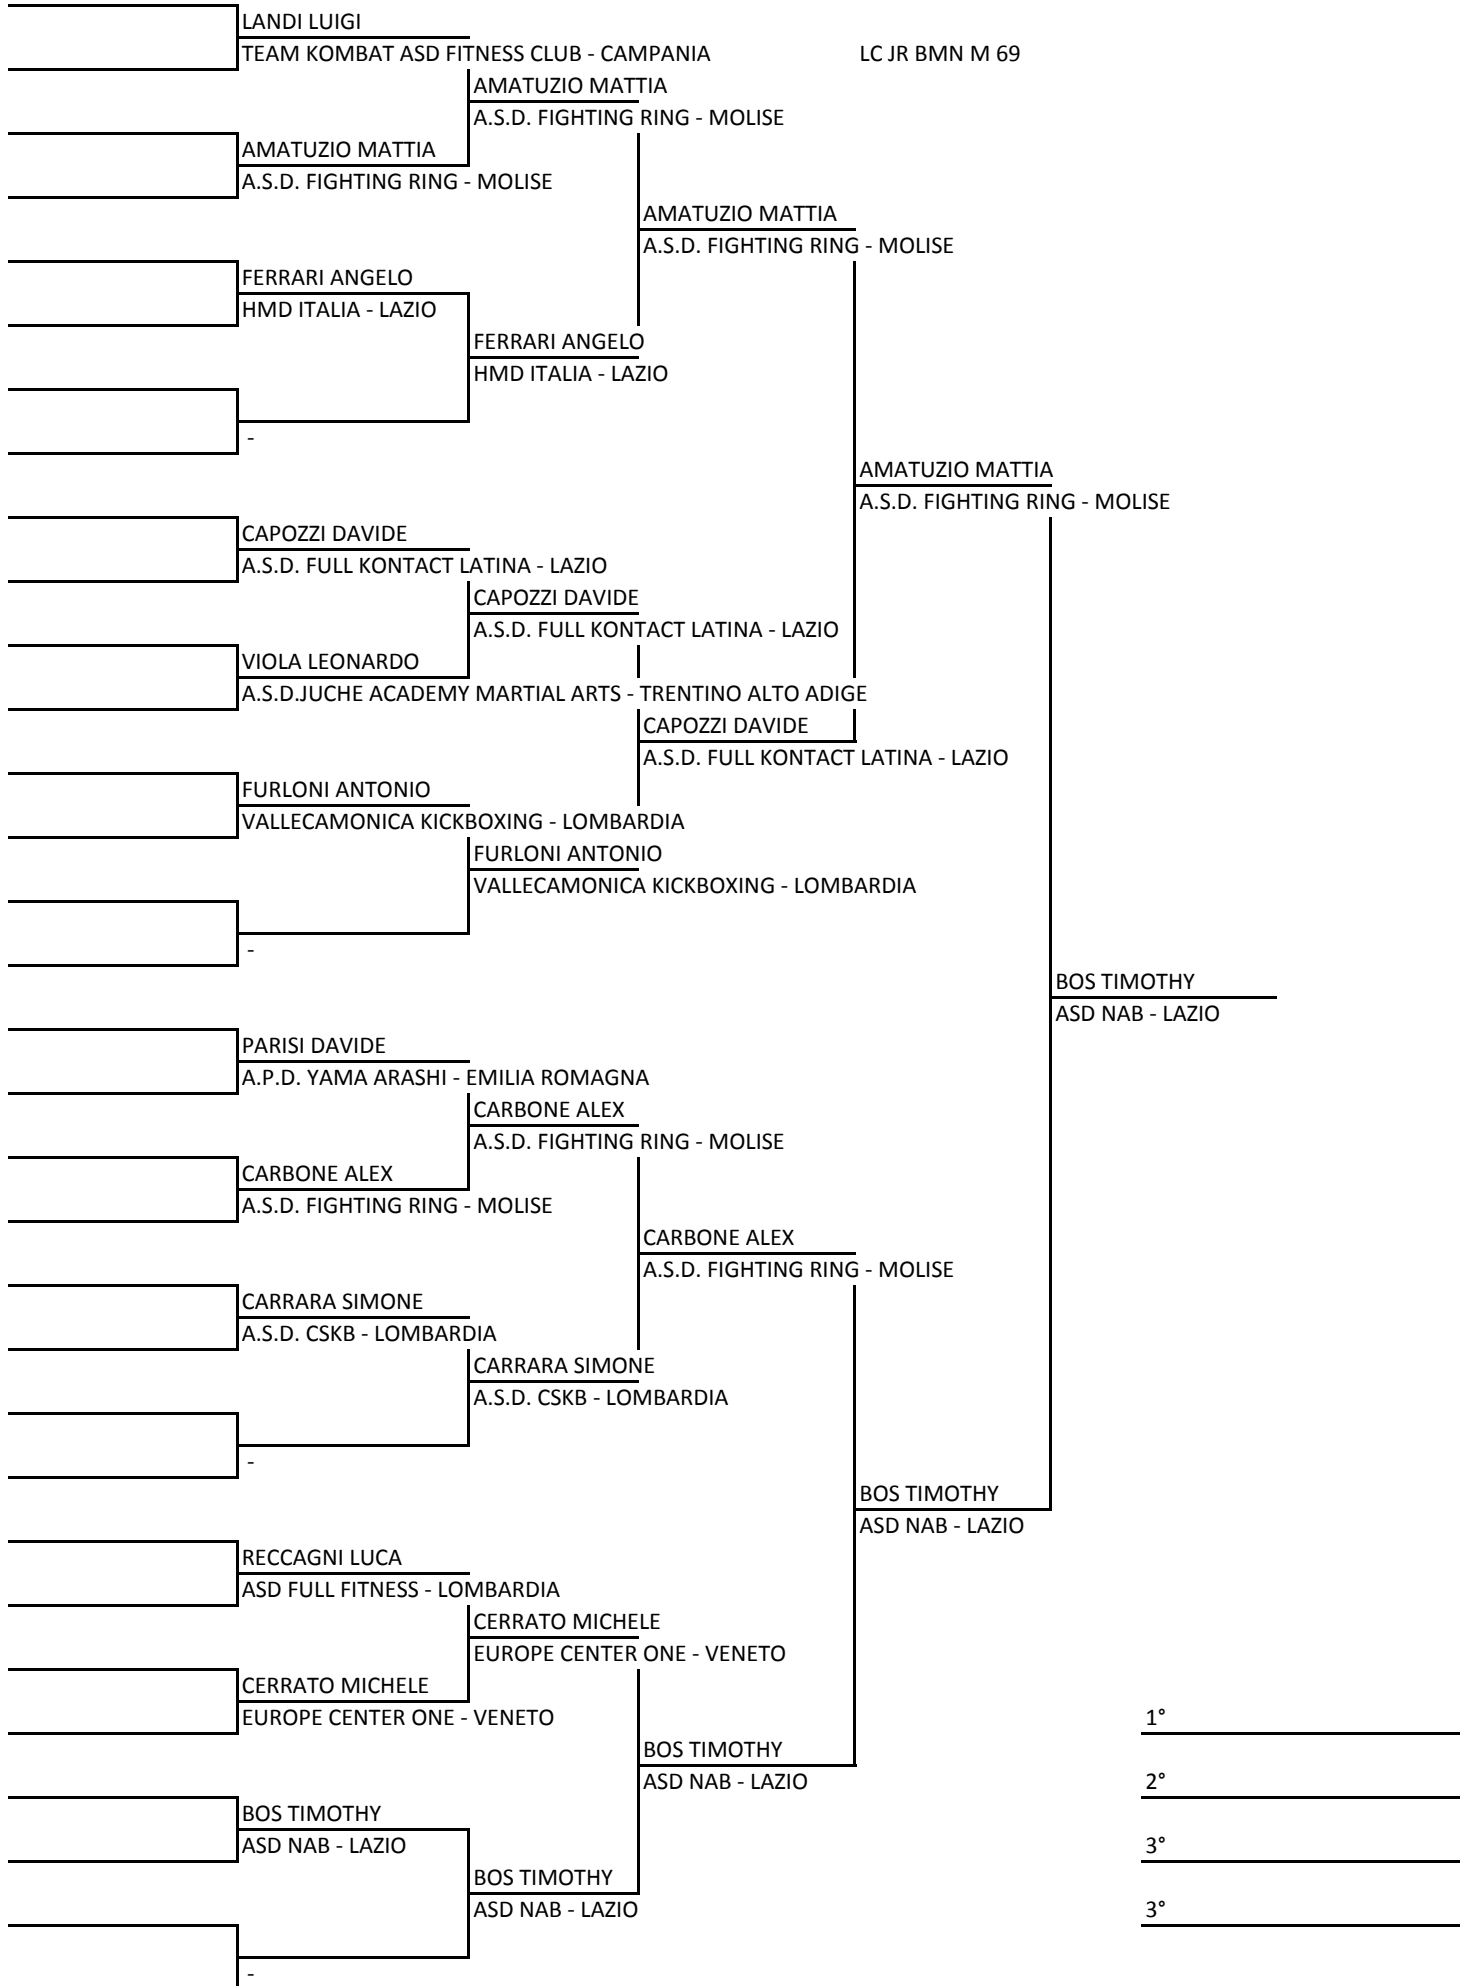 LANDI LUIGI
TEAM KOMBAT ASD FITNESS CLUB - CAMPANIA
LC JR BMN M 69
AMATUZIO MATTIA
A.S.D. FIGHTING RING - MOLISE
AMATUZIO MATTIA
A.S.D. FIGHTING RING - MOLISE
AMATUZIO MATTIA
A.S.D. FIGHTING RING - MOLISE
FERRARI ANGELO
HMD ITALIA - LAZIO
FERRARI ANGELO
HMD ITALIA - LAZIO
-
AMATUZIO MATTIA
A.S.D. FIGHTING RING - MOLISE
CAPOZZI DAVIDE
A.S.D. FULL KONTACT LATINA - LAZIO
CAPOZZI DAVIDE
A.S.D. FULL KONTACT LATINA - LAZIO
VIOLA LEONARDO
A.S.D.JUCHE ACADEMY MARTIAL ARTS - TRENTINO ALTO ADIGE
CAPOZZI DAVIDE
A.S.D. FULL KONTACT LATINA - LAZIO
FURLONI ANTONIO
VALLECAMONICA KICKBOXING - LOMBARDIA
FURLONI ANTONIO
VALLECAMONICA KICKBOXING - LOMBARDIA
-
BOS TIMOTHY
ASD NAB - LAZIO
PARISI DAVIDE
A.P.D. YAMA ARASHI - EMILIA ROMAGNA
CARBONE ALEX
A.S.D. FIGHTING RING - MOLISE
CARBONE ALEX
A.S.D. FIGHTING RING - MOLISE
CARBONE ALEX
A.S.D. FIGHTING RING - MOLISE
CARRARA SIMONE
A.S.D. CSKB - LOMBARDIA
CARRARA SIMONE
A.S.D. CSKB - LOMBARDIA
-
BOS TIMOTHY
ASD NAB - LAZIO
RECCAGNI LUCA
ASD FULL FITNESS - LOMBARDIA
CERRATO MICHELE
EUROPE CENTER ONE - VENETO
CERRATO MICHELE
EUROPE CENTER ONE - VENETO
1°
BOS TIMOTHY
ASD NAB - LAZIO
2°
BOS TIMOTHY
ASD NAB - LAZIO
3°
BOS TIMOTHY
ASD NAB - LAZIO
3°
-